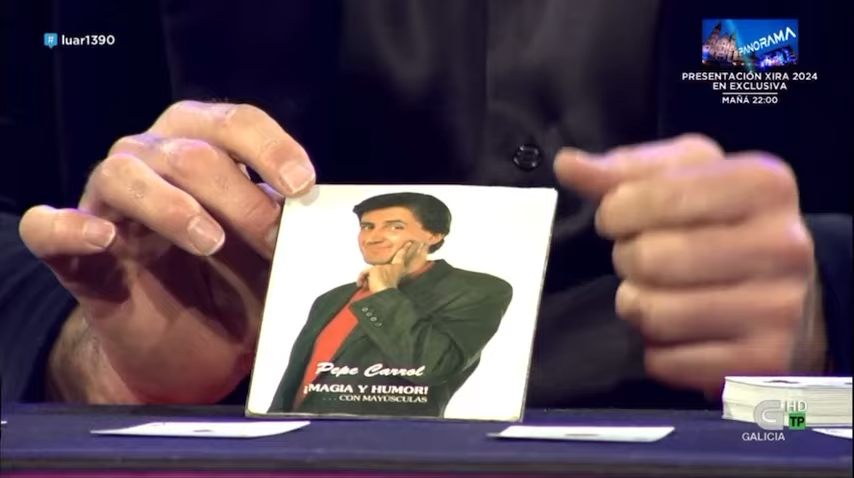 # luar1390
PANORAMA
PRESENTACIÓN XIRA 2024
EN EXCLUSIVA
MAÑÁ 22:00
Pepe Carrol
¡MAGIA Y HUMOR!
...CON MAYÚSCULAS
G HD
TP
GALICIA